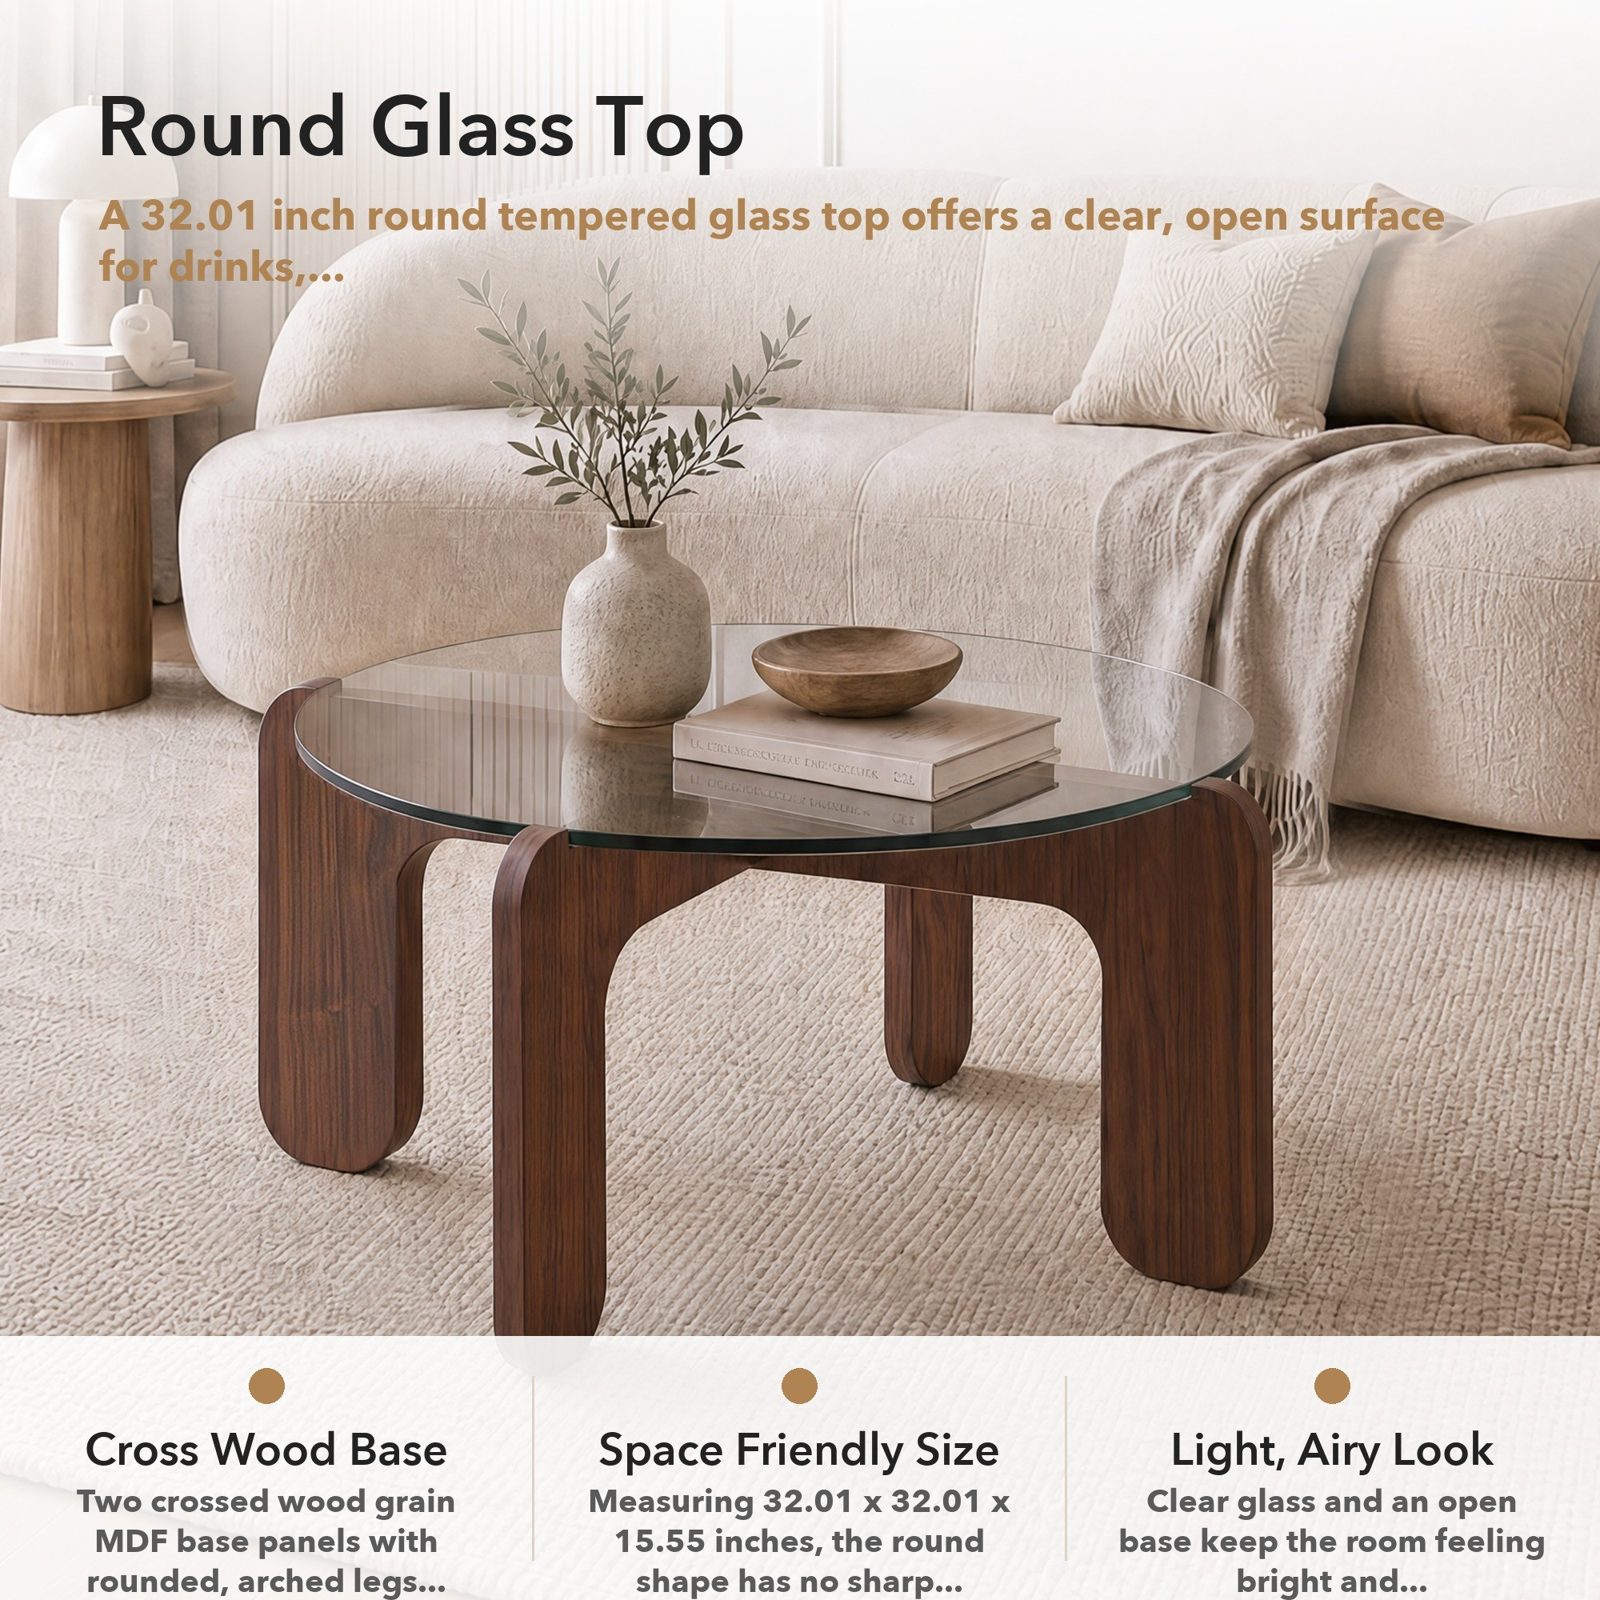 Round Glass Top
A 32.01 inch round tempered glass top offers a clear, open surface
for drinks,...
Cross Wood Base
Two crossed wood grain
MDF base panels with
rounded, arched legs...
Space Friendly Size
Measuring 32.01 x 32.01 x
15.55 inches, the round
shape has no sharp...
Light, Airy Look
Clear glass and an open
base keep the room feeling
bright and...